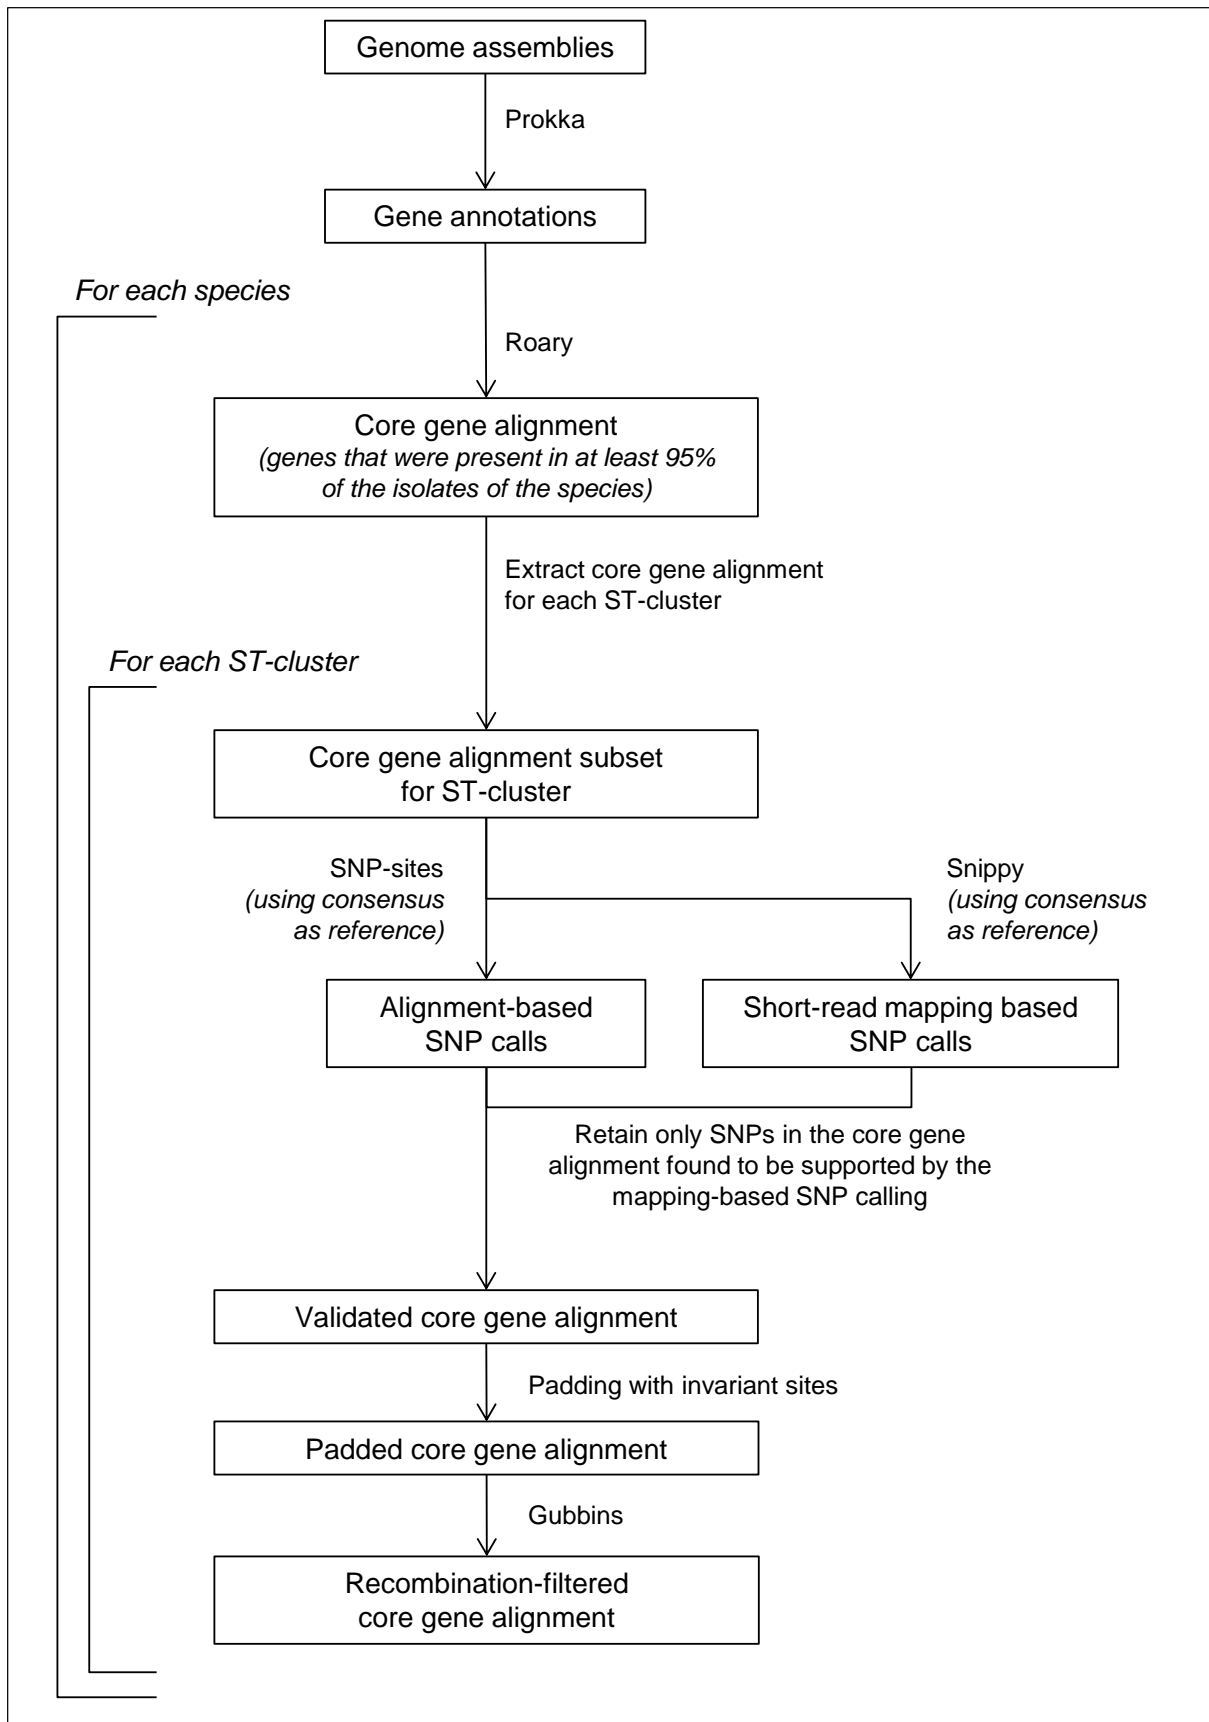 Genome assemblies
Prokka
Gene annotations
For each species
Roary
Core gene alignment
(genes that were present in at least 95%
of the isolates of the species)
Extract core gene alignment
for each ST-cluster
For each ST-cluster
Core gene alignment subset
for ST-cluster
SNP-sites
(using consensus
as reference)
Snippy
(using consensus
as reference)
Alignment-based
SNP calls
Short-read mapping based
SNP calls
Retain only SNPs in the core gene
alignment found to be supported by the
mapping-based SNP calling
Validated core gene alignment
Padding with invariant sites
Padded core gene alignment
Gubbins
Recombination-filtered
core gene alignment